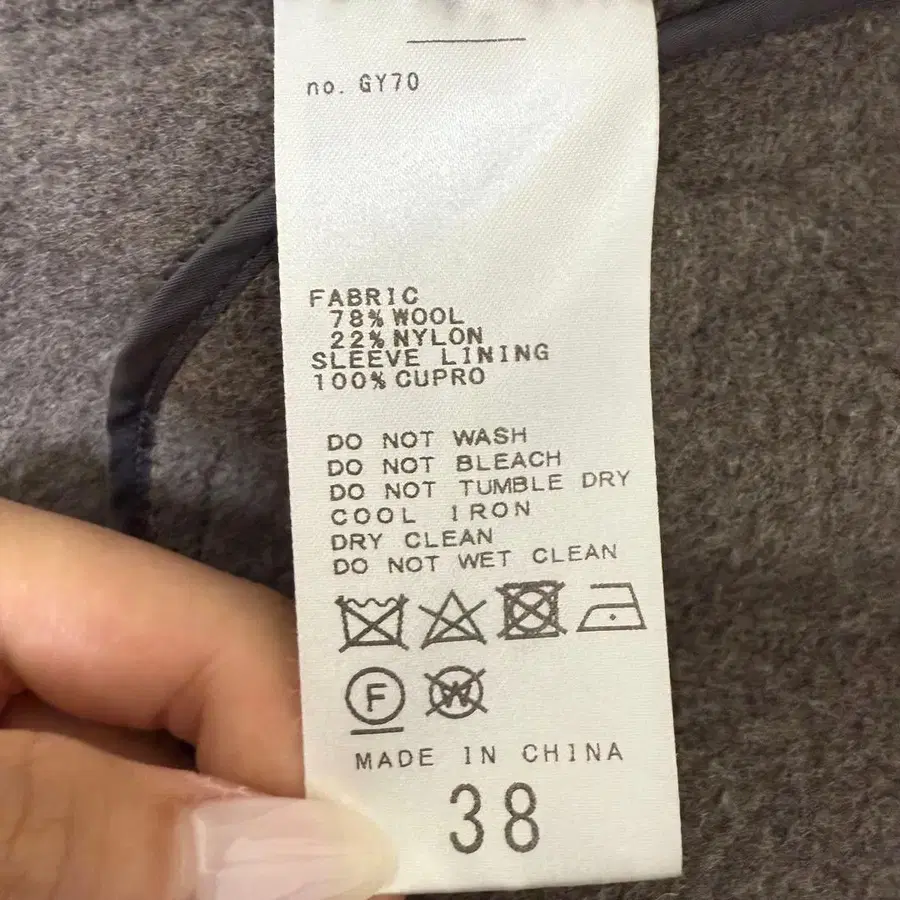 no. GY70
FABRIC
78% WOOL
22% NYLON
SLEEVE LINING
100% CUPRO
DO NOT WASH
DO NOT BLEACH
DO NOT TUMBLE DRY
COOL IRON
DRY CLEAN
DO NOT WET CLEAN
F W
MADE IN CHINA
38